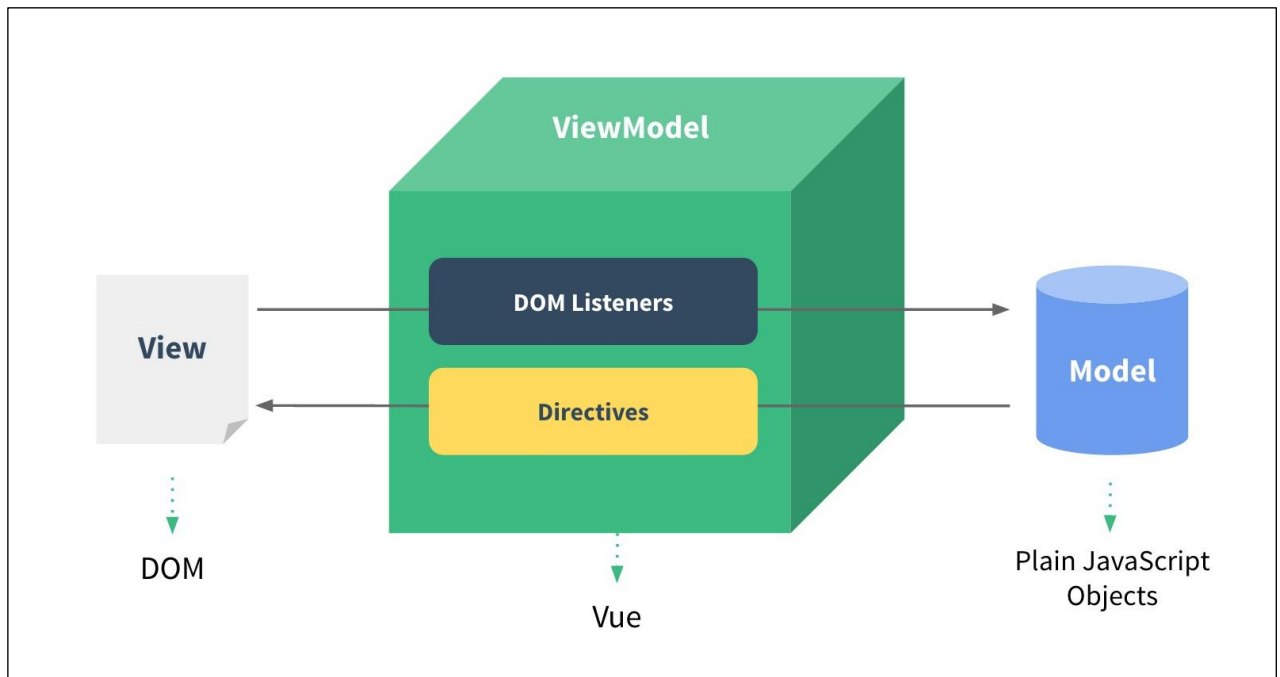 ViewModel
DOM Listeners
View
Model
Directives
DOM
Vue
Plain JavaScript
Objects